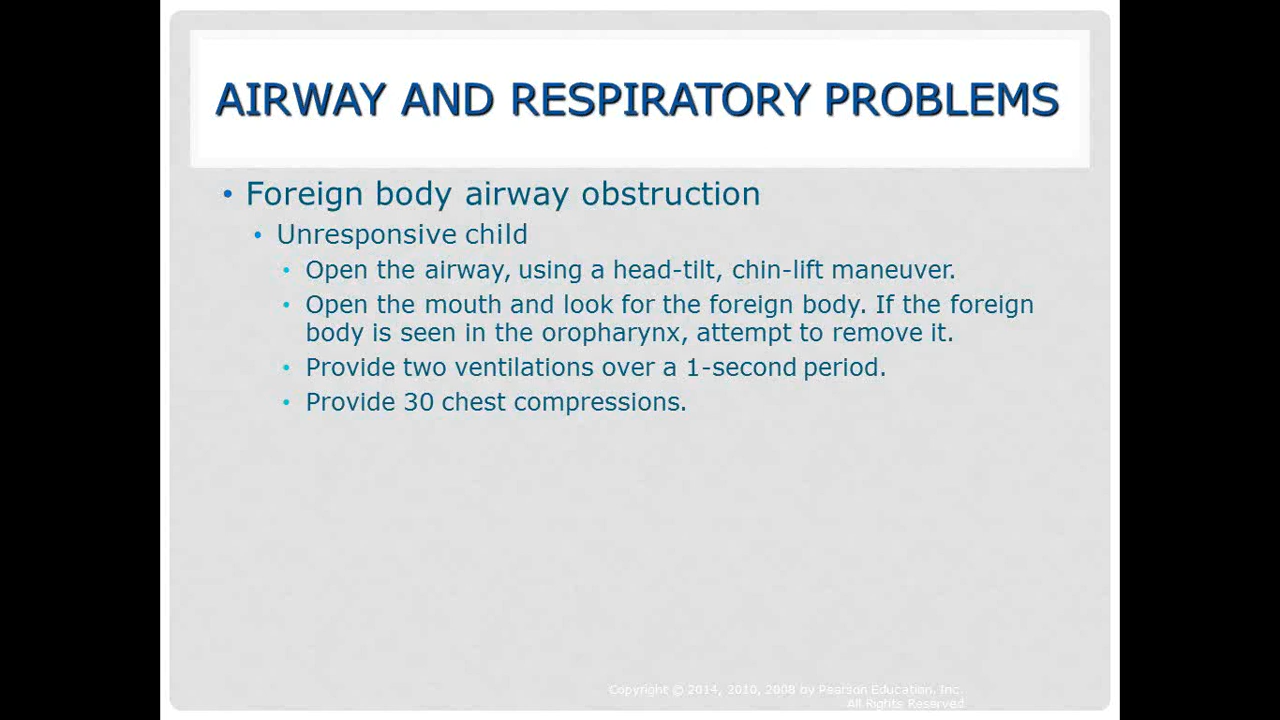 AIRWAY AND RESPIRATORY PROBLEMS
• Foreign body airway obstruction
• Unresponsive child
• Open the airway, using a head-tilt, chin-lift maneuver.
• Open the mouth and look for the foreign body. If the foreign
body is seen in the oropharynx, attempt to remove it.
• Provide two ventilations over a 1-second period.
• Provide 30 chest compressions.
Copyright © 2014, 2010, 2008 by Pearson Education, Inc.
All Rights Reserved